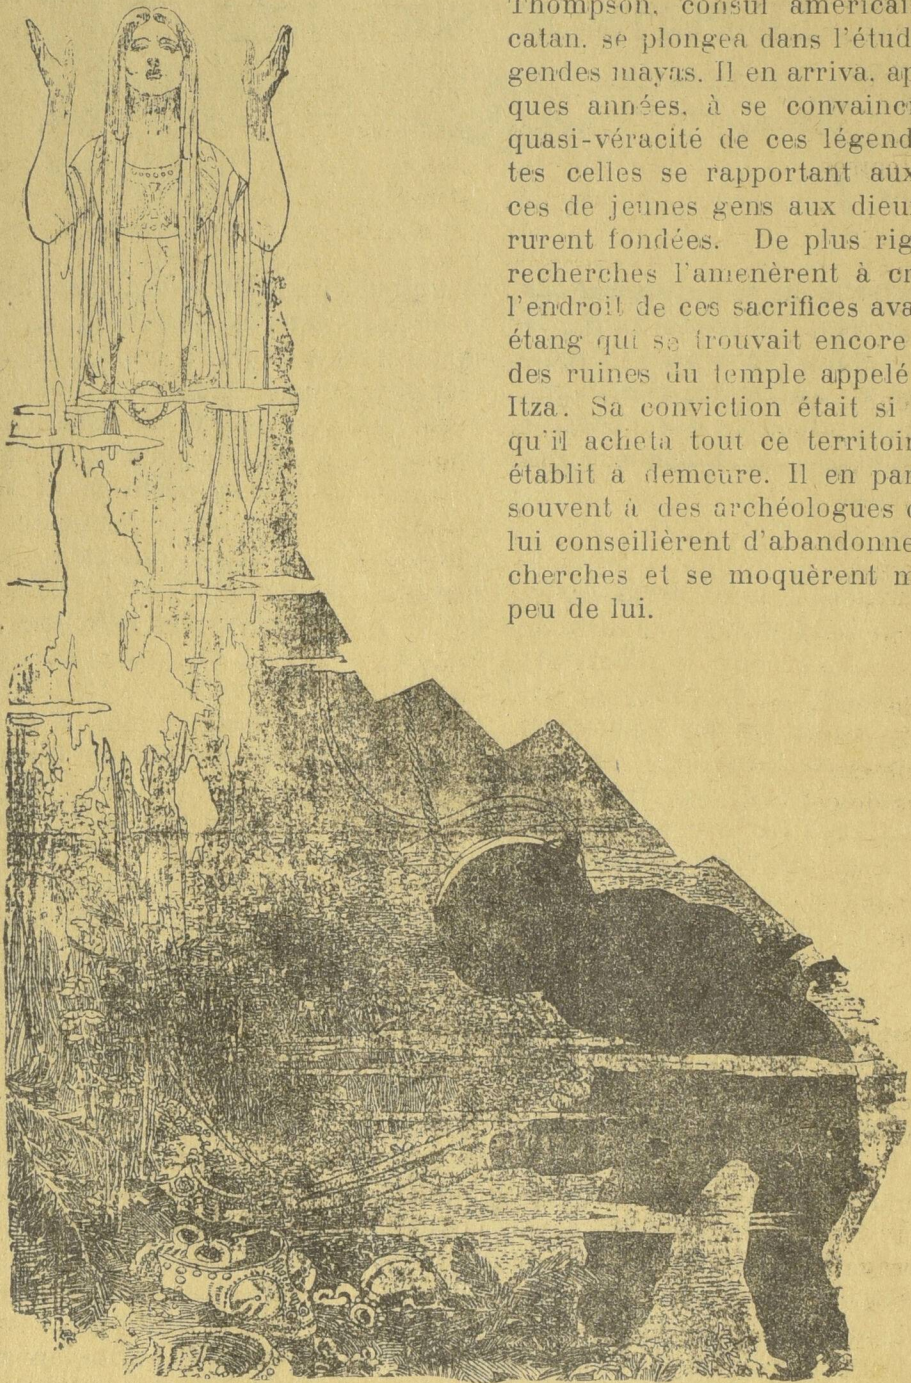 Thompson, consul américai
catan, se plongea dans l'étud
gendes mayas. Il en arriva, ap
ques années, à se convainc
quasi-véracité de ces légend
tes celles se rapportant aux
ces de jeunes gens aux dieu
rurent fondées. De plus rig
recherches l'amenèrent à cr
l'endroit de ces sacrifices ava
étang qui se trouvait encore
des ruines du temple appelé
Itza. Sa conviction était si
qu'il acheta tout ce territoir
établit a demeure. Il en par
souvent à des archéologues
lui conseillèrent d'abandonne
cherches et se moquèrent m
peu de lui.